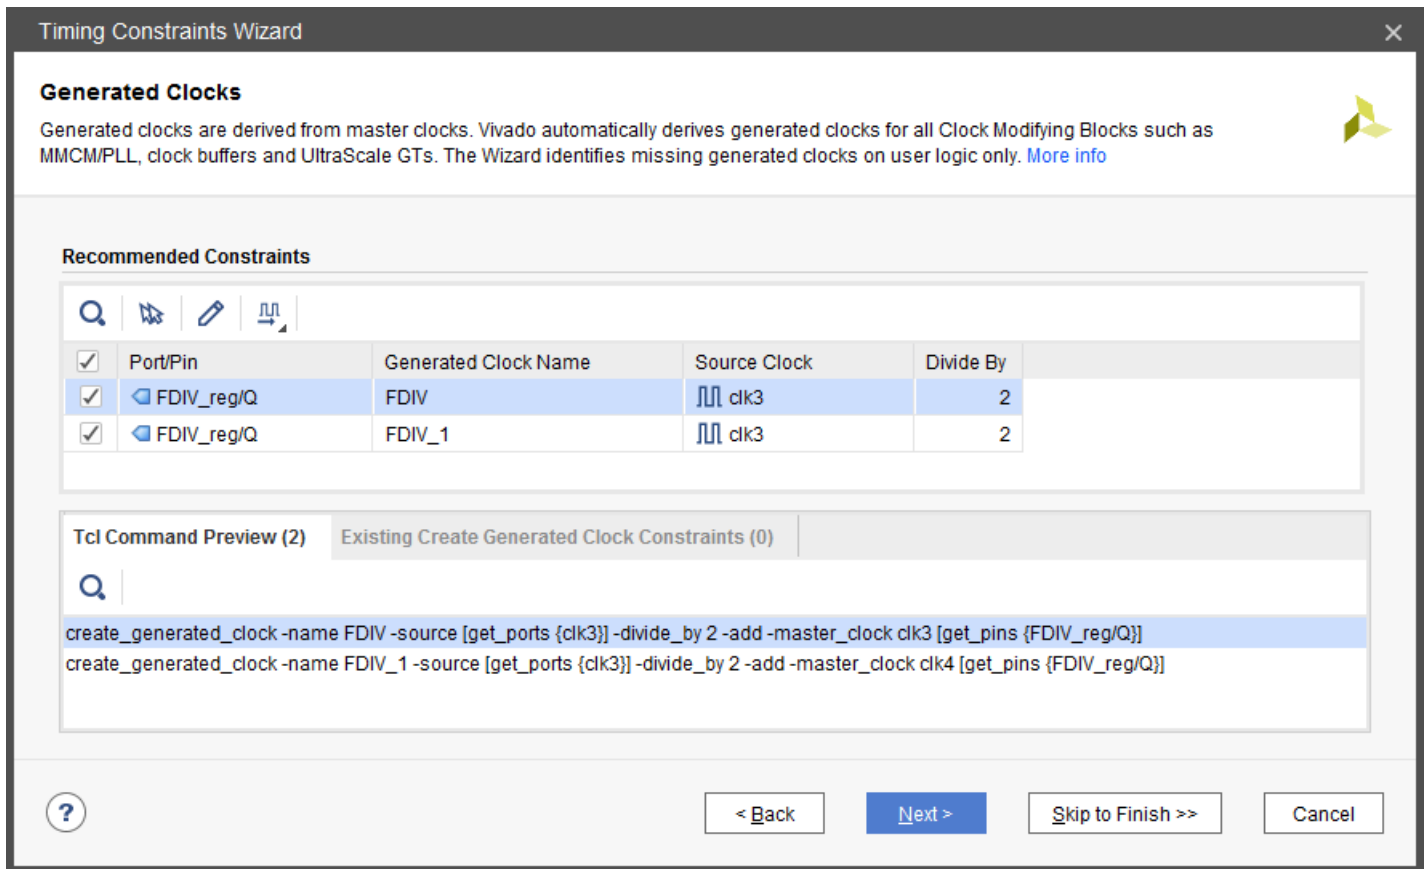 Timing Constraints Wizard
Generated Clocks
Generated clocks are derived from master clocks. Vivado automatically derives generated clocks for all Clock Modifying Blocks such as
MMCM/PLL, clock buffers and UltraScale GTs. The Wizard identifies missing generated clocks on user logic only. More info
Recommended Constraints
Port/Pin Generated Clock Name Source Clock Divide By
FDIV_reg/Q FDIV clk3 2
FDIV_reg/Q FDIV_1 clk3 2
Tcl Command Preview (2) Existing Create Generated Clock Constraints (0)
create_generated_clock -name FDIV -source [get_ports {clk3}] -divide_by 2 -add -master_clock clk3 [get_pins {FDIV_reg/Q}]
create_generated_clock -name FDIV_1 -source [get_ports {clk3}] -divide_by 2 -add -master_clock clk4 [get_pins {FDIV_reg/Q}]
? < Back Next > Skip to Finish >> Cancel